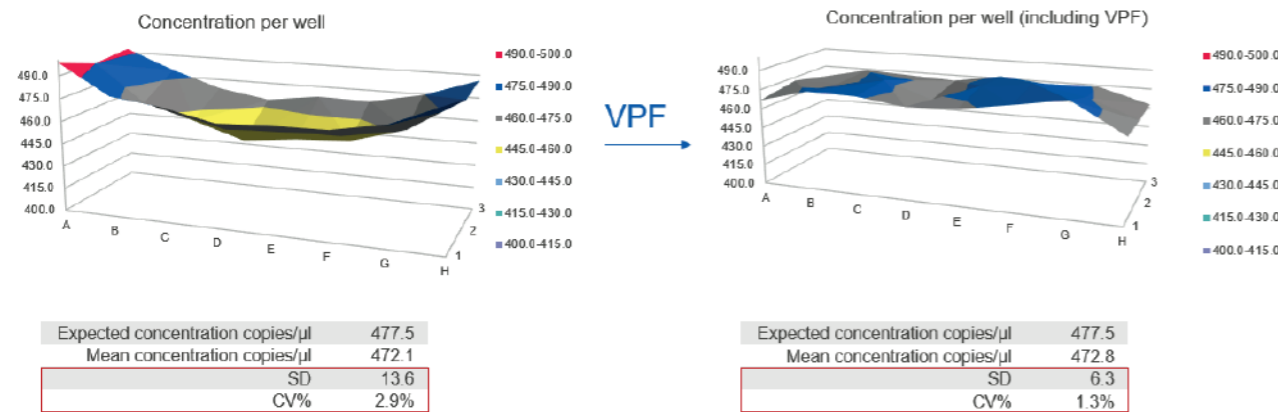 Concentration per well
490.0
475.0
460.0
445.0
430.0
415.0
400.0
A
B
C
D
E
F
G
H
1
2
3
490.0-500.0
475.0-490.0
460.0-475.0
445.0-460.0
430.0-445.0
415.0-430.0
400.0-415.0
VPF
Concentration per well (including VPF)
490.0
475.0
460.0
445.0
430.0
415.0
400.0
A
B
C
D
E
F
G
H
1
2
3
490.0-500.0
475.0-490.0
460.0-475.0
445.0-460.0
430.0-445.0
415.0-430.0
400.0-415.0
Expected concentration copies/µl 477.5
Mean concentration copies/µl 472.1
SD 13.6
CV% 2.9%
Expected concentration copies/µl 477.5
Mean concentration copies/µl 472.8
SD 6.3
CV% 1.3%